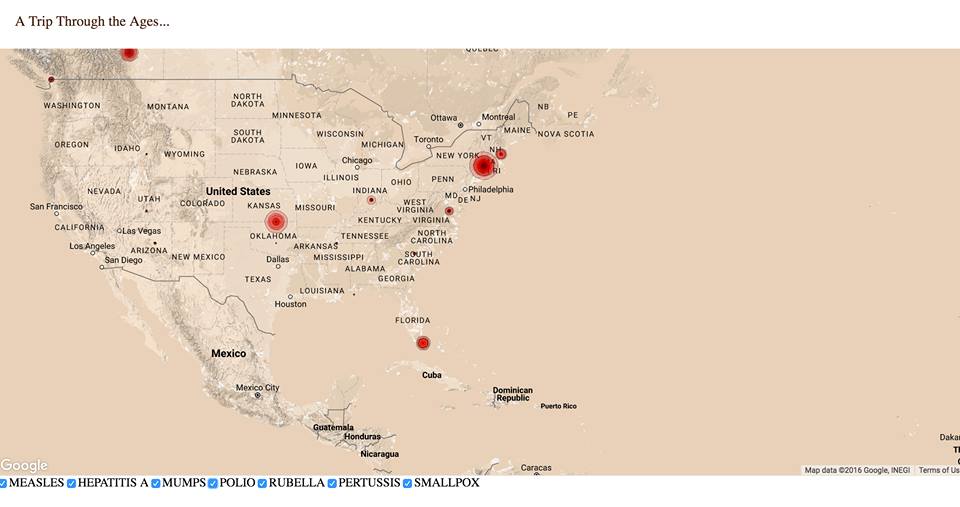 A Trip Through the Ages...
QUEBEC
WASHINGTON
MONTANA
NORTH
DAKOTA
MINNESOTA
Ottawa
Montreal
NB
PE
MAINE
NOVA SCOTIA
OREGON
IDAHO
WYOMING
SOUTH
DAKOTA
WISCONSIN
MICHIGAN
Toronto
VT
NH
NEW YORK
RI
IOWA
Chicago
ILLINOIS
NEBRASKA
INDIANA
OHIO
PENN
Philadelphia
MD
DE
NJ
NEVADA
UTAH
COLORADO
United States
KANSAS
MISSOURI
WEST
VIRGINIA
KENTUCKY
VIRGINIA
San Francisco
CALIFORNIA
Las Vegas
Los Angeles
San Diego
ARIZONA
NEW MEXICO
OKLAHOMA
ARKANSAS
TENNESSEE
NORTH
CAROLINA
SOUTH
CAROLINA
Dallas
MISSISSIPPI
ALABAMA
GEORGIA
TEXAS
LOUISIANA
Houston
FLORIDA
Mexico
Mexico City
Cuba
Dominican
Republic
Puerto Rico
Guatemala
Honduras
Nicaragua
Caracas
Daka
Google
Map data ©2016 Google, INEGI
Terms of Us
MEASLES HEPATITIS A MUMPS POLIO RUBELLA PERTUSSIS SMALLPOX